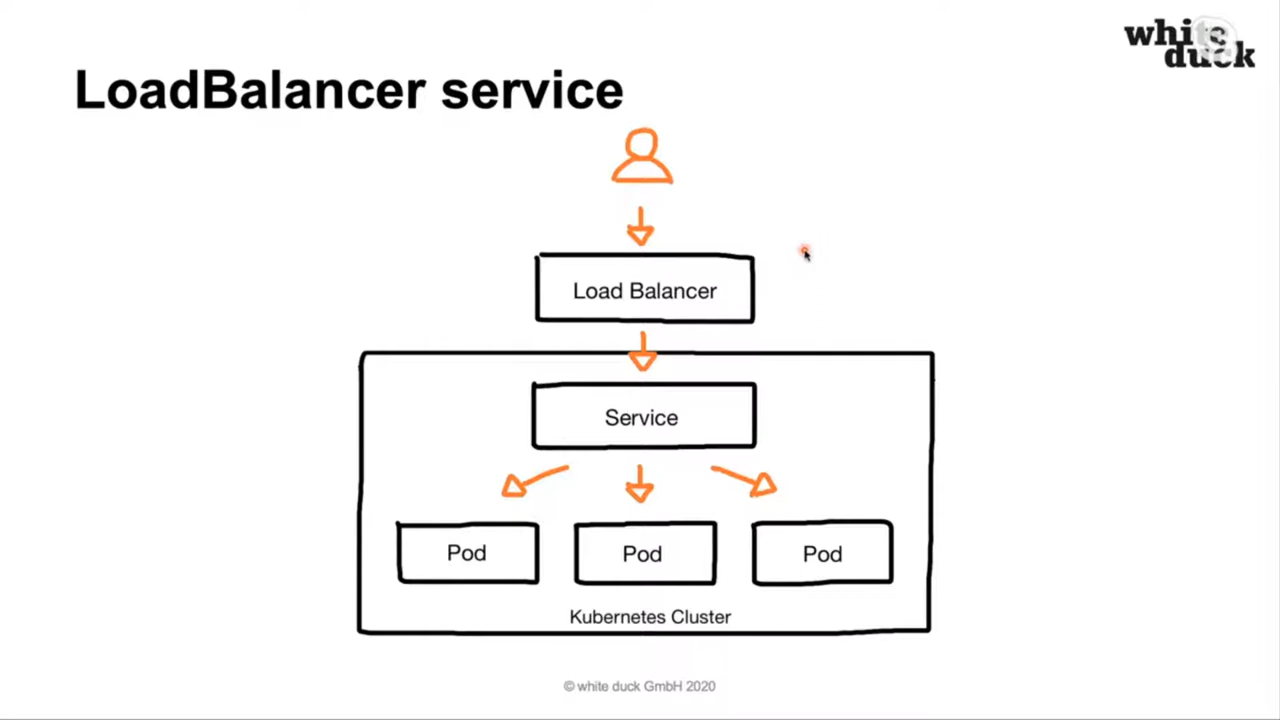 white
duck
LoadBalancer service
Load Balancer
Service
Pod
Pod
Pod
Kubernetes Cluster
© white duck GmbH 2020